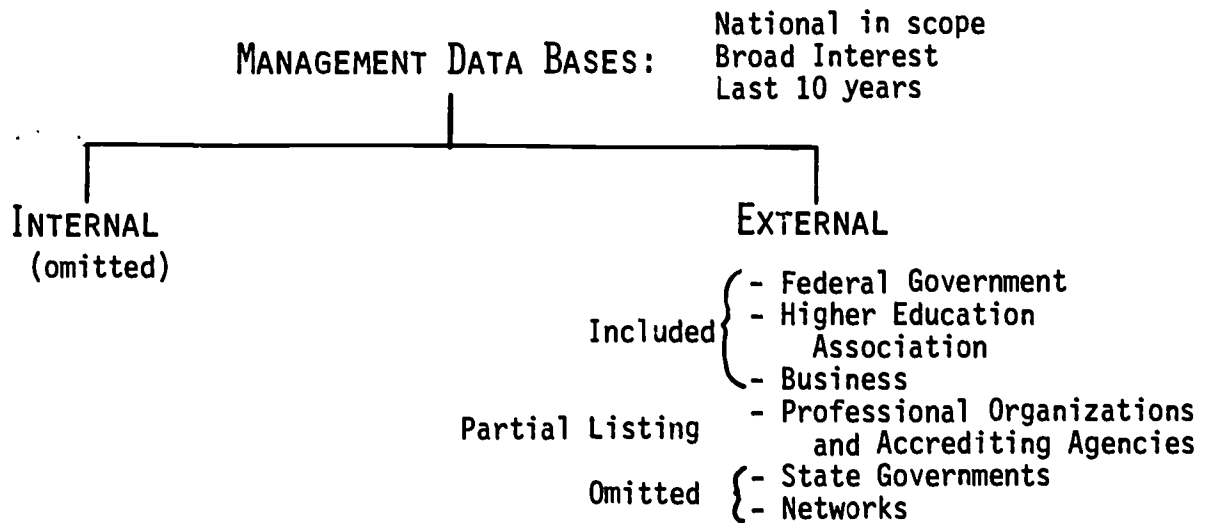 MANAGEMENT DATA BASES:
National in scope
Broad Interest
Last 10 years
INTERNAL
(omitted)
EXTERNAL
Included
- Federal Government
- Higher Education
Association
- Business
Partial Listing
- Professional Organizations
and Accrediting Agencies
Omitted
- State Governments
- Networks